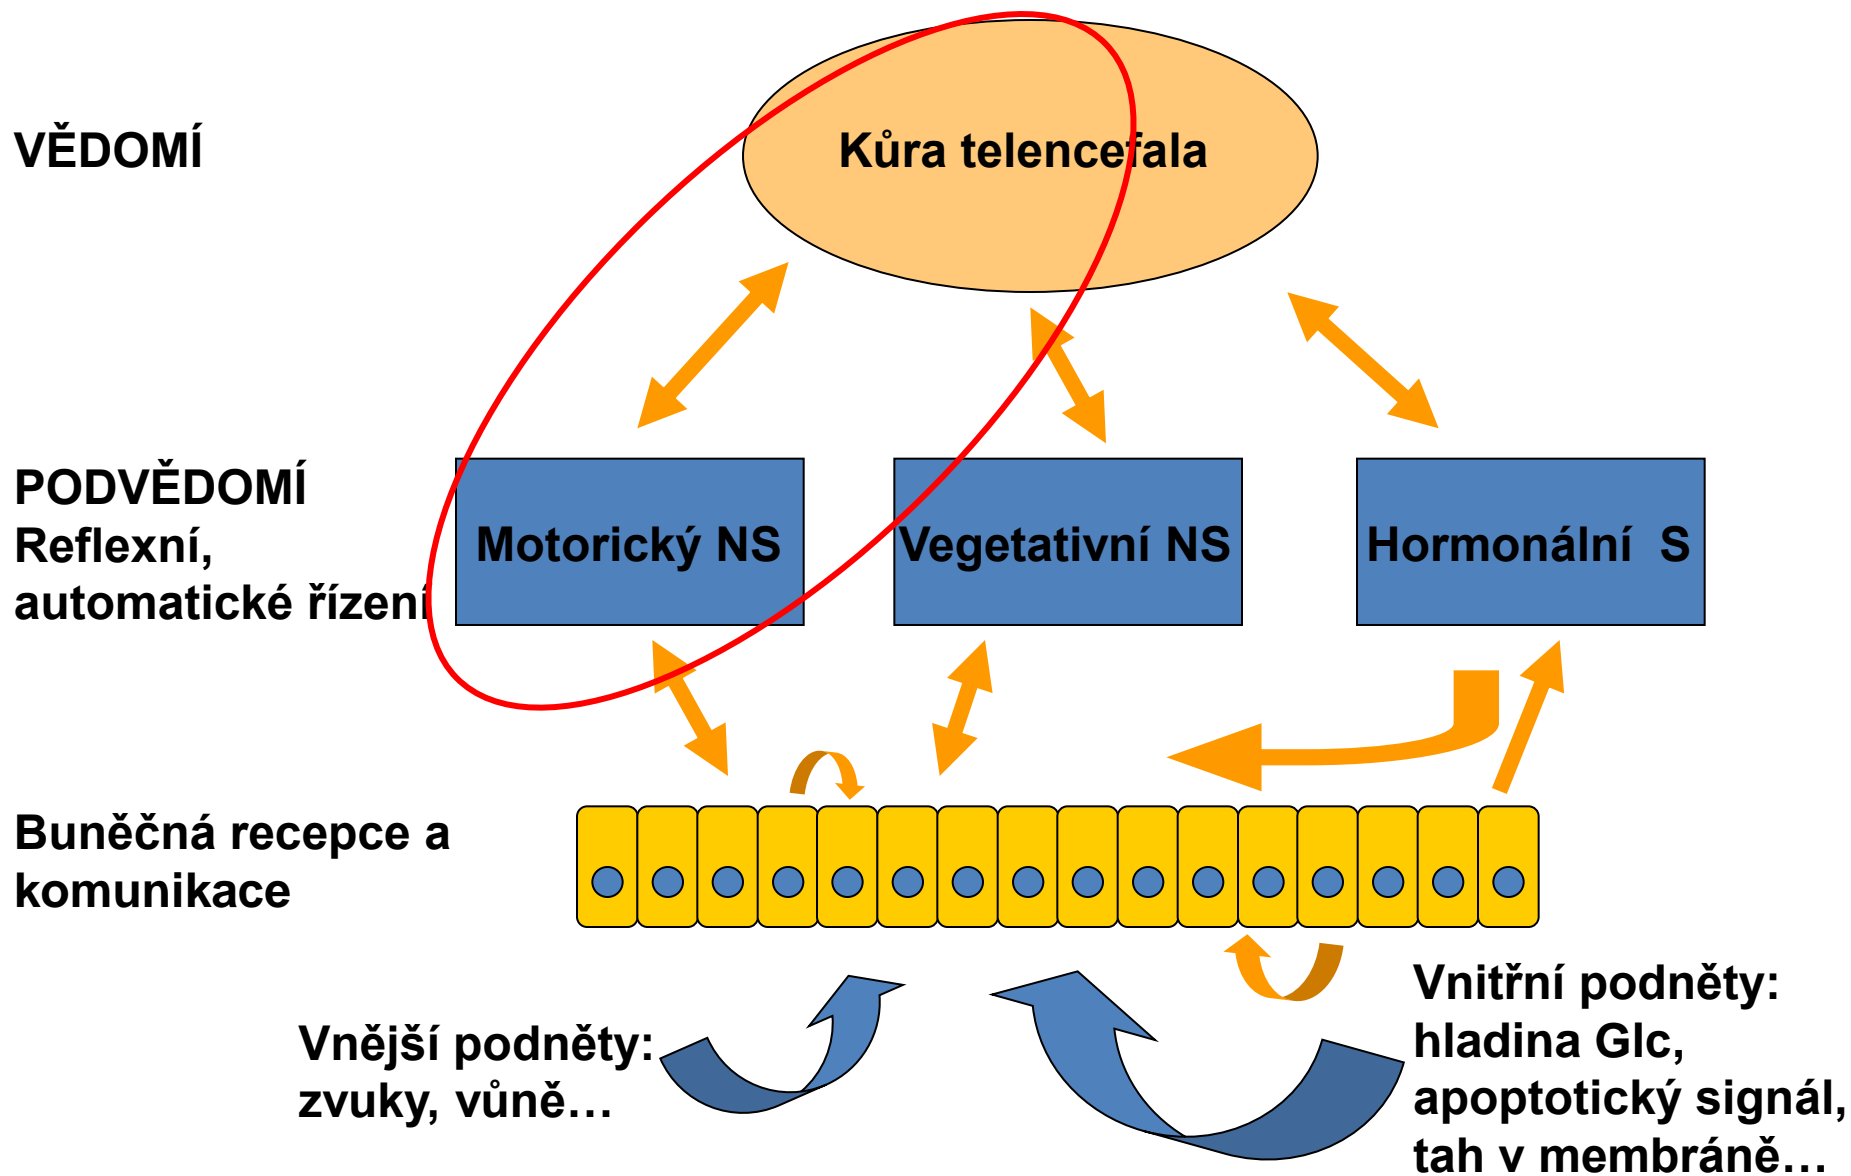 VĚDOMÍ
Kůra telencefala
PODVĚDOMÍ
Reflexní,
automatické řízení
Motorický NS
Vegetativní NS
Hormonální  S
Buněčná recepce a
komunikace
Vnější podněty:
zvuky, vůně…
Vnitřní podněty:
hladina Glc,
apoptotický signál,
tah v membráně…